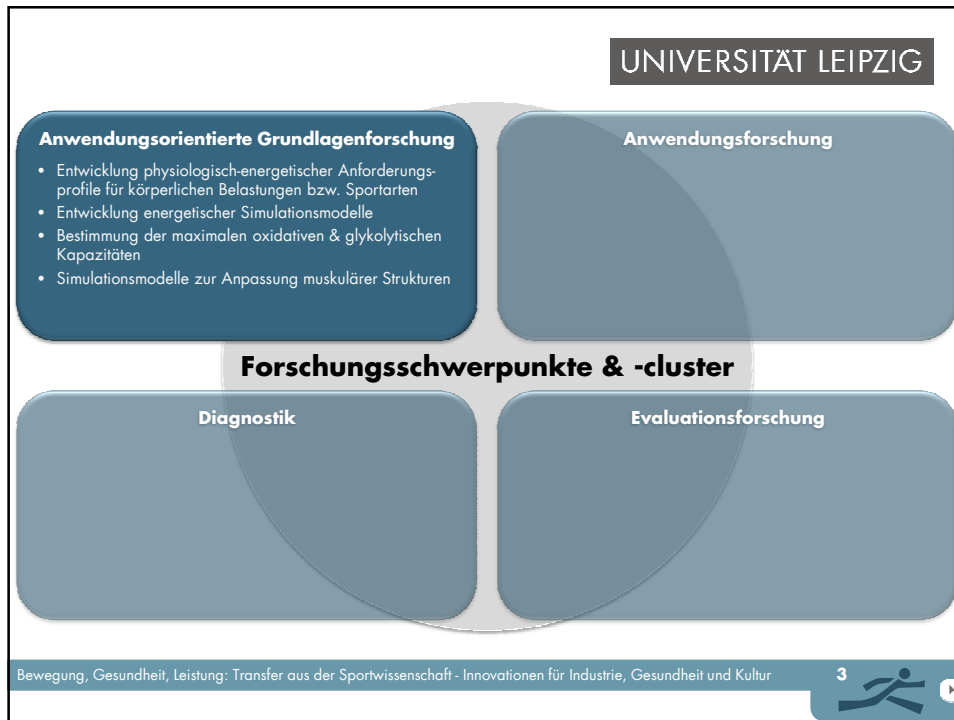 UNIVERSITÄT LEIPZIG
Anwendungsorientierte Grundlagenforschung
• Entwicklung physiologisch-energetischer Anforderungs-
profile für körperlichen Belastungen bzw. Sportarten
• Entwicklung energetischer Simulationsmodelle
• Bestimmung der maximalen oxidativen & glykolytischen
Kapazitäten
• Simulationsmodelle zur Anpassung muskulärer Strukturen
Anwendungsforschung
Forschungsschwerpunkte & -cluster
Diagnostik
Evaluationsforschung
Bewegung, Gesundheit, Leistung: Transfer aus der Sportwissenschaft - Innovationen für Industrie, Gesundheit und Kultur
3